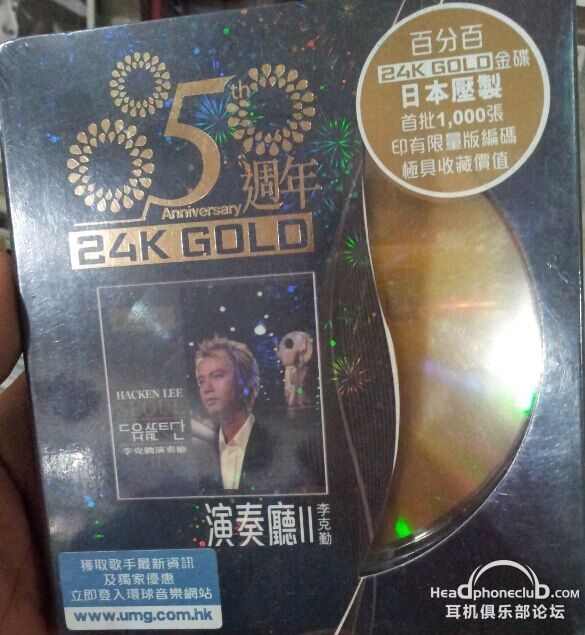 百分百
24K GOLD金碟
日本壓製
首批1,000張
印有限量版編碼
極具收藏價值
5th
Anniversary 週年
24K GOLD
HACKEN LEE
李克勤演奏廳
演奏廳II
李克勤
獲取歌手最新資訊
及獨家優惠
立即登入環球音樂網站
www.umg.com.hk
Headphoneclub.com
耳机俱乐部论坛